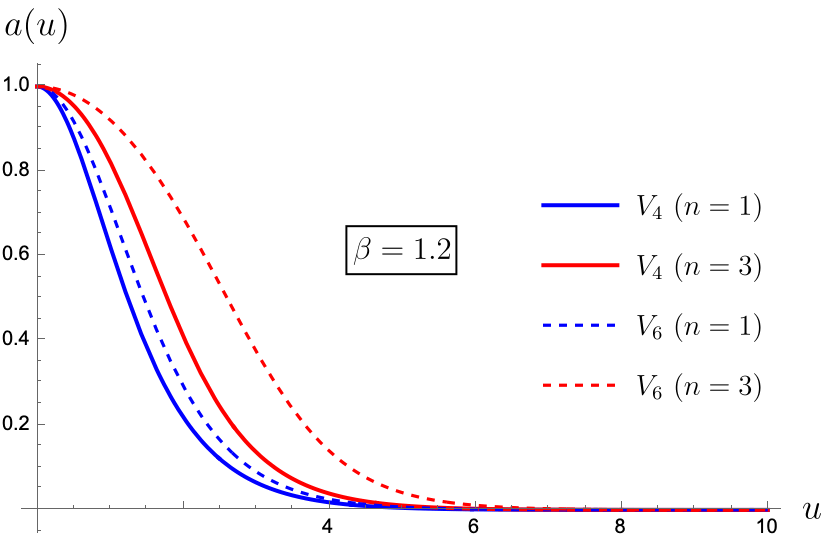 a(u)
1.0
0.8
V₄ (n = 1)
0.6
β = 1.2
V₄ (n = 3)
0.4
V₆ (n = 1)
V₆ (n = 3)
0.2
4
6
8
10
u